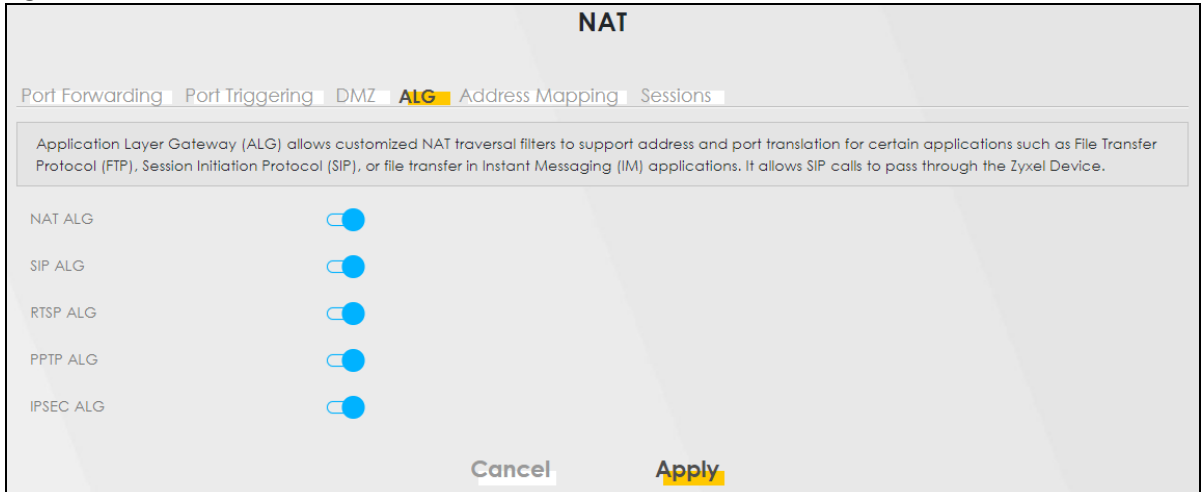 NAT
Port Forwarding Port Triggering DMZ ALG Address Mapping Sessions
Application Layer Gateway (ALG) allows customized NAT traversal filters to support address and port translation for certain applications such as File Transfer
Protocol (FTP), Session Initiation Protocol (SIP), or file transfer in Instant Messaging (IM) applications. It allows SIP calls to pass through the Zyxel Device.
NAT ALG
SIP ALG
RTSP ALG
PPTP ALG
IPSEC ALG
Cancel Apply